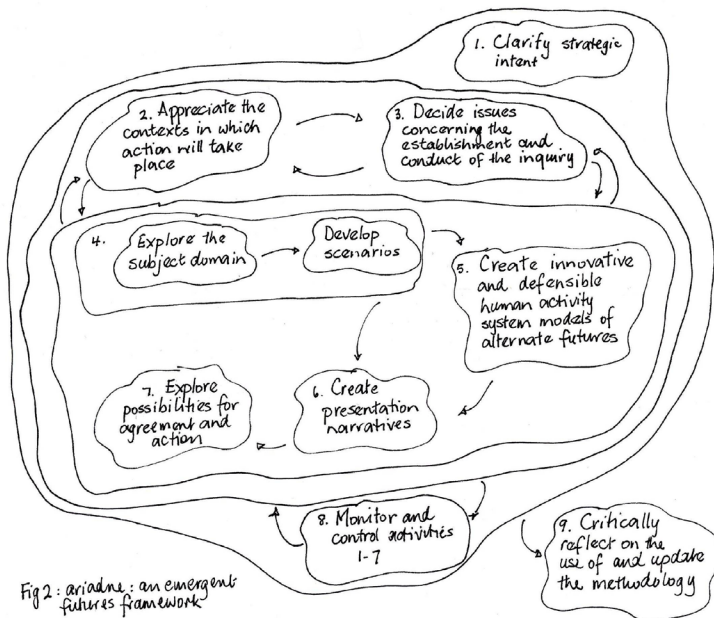 1. Clarify strategic
intent
2. Appreciate the
contexts in which
action will take
place
3. Decide issues
concerning the
establishment and
conduct of the inquiry
4.
Explore the
subject domain
Develop
scenarios
5. Create innovative
and defensible
human activity
system models of
alternate futures
6. Create
presentation
narratives
7. Explore
possibilities for
agreement and
action
8. Monitor and
control activities
1-7
9. Critically
reflect on the
use of and update
the methodology
Fig 2: ariadne: an emergent
futures framework